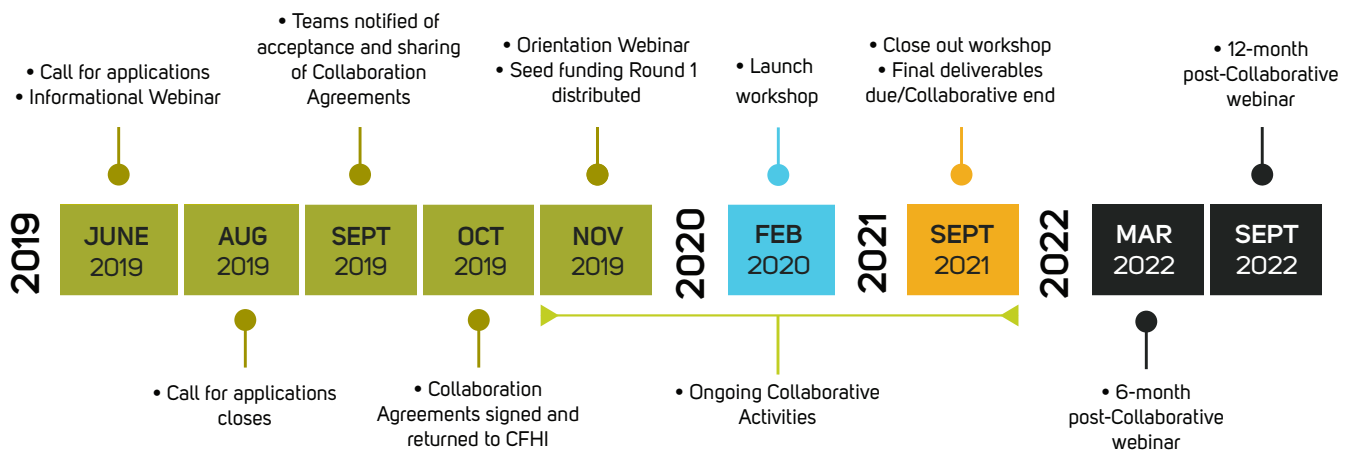 • Call for applications
• Informational Webinar
• Teams notified of
acceptance and sharing
of Collaboration
Agreements
• Orientation Webinar
• Seed funding Round 1
distributed
• Launch
workshop
• Close out workshop
• Final deliverables
due/Collaborative end
• 12-month
post-Collaborative
webinar
2019
JUNE
2019
AUG
2019
SEPT
2019
OCT
2019
NOV
2019
2020
FEB
2020
2021
SEPT
2021
2022
MAR
2022
SEPT
2022
• Call for applications
closes
• Collaboration
Agreements signed and
returned to CFHI
• Ongoing Collaborative
Activities
• 6-month
post-Collaborative
webinar